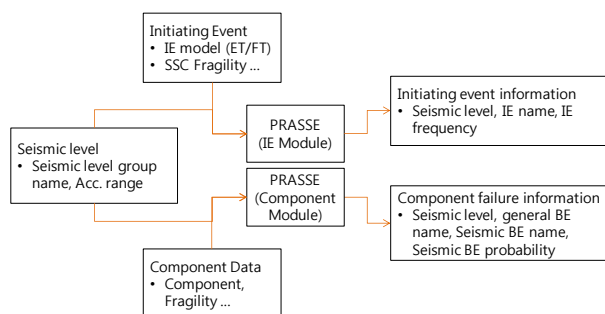 Initiating Event
• IE model (ET/FT)
• SSC Fragility ...
Initiating event information
• Seismic level, IE name, IE
frequency
PRASSE
(IE Module)
Seismic level
• Seismic level group
name, Acc. range
PRASSE
(Component
Module)
Component failure information
• Seismic level, general BE
name, Seismic BE name,
Seismic BE probability
Component Data
• Component,
Fragility ...